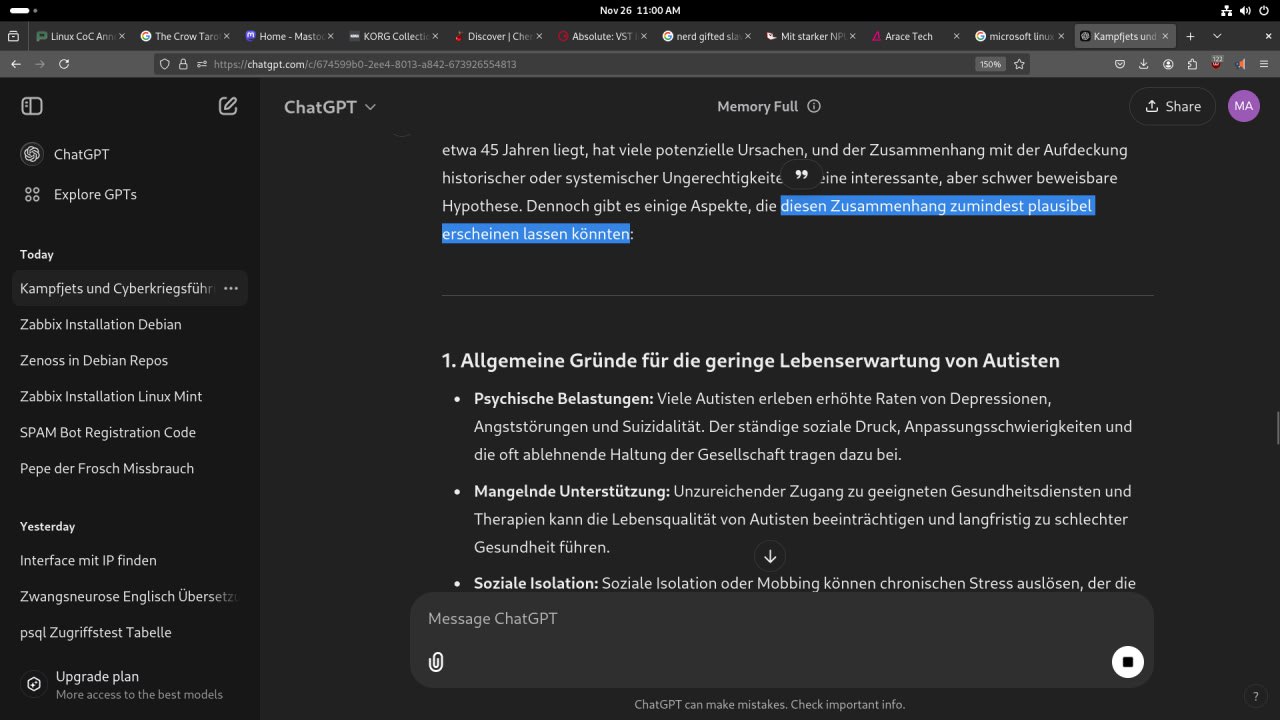 Nov 26 11:00 AM
Linux CoC Ann
The Crow Taro
Home - Masto
KORG Collectio
Discover | Che
Absolute: VST
nerd gifted sla
Mit starker NPU
Arace Tech
microsoft linux
Kampfjets und
https://chatgpt.com/c/674599b0-2ee4-8013-a842-673926554813
150%
122
ChatGPT
Memory Full
Share
MA
ChatGPT
Explore GPTs
Today
Kampfjets und Cyberkriegsführ
Zabbix Installation Debian
Zenoss in Debian Repos
Zabbix Installation Linux Mint
SPAM Bot Registration Code
Pepe der Frosch Missbrauch
Yesterday
Interface mit IP finden
Zwangsneurose Englisch Übersetzu
psql Zugriffstest Tabelle
Upgrade plan
More access to the best models
etwa 45 Jahren liegt, hat viele potenzielle Ursachen, und der Zusammenhang mit der Aufdeckung
historischer oder systemischer Ungerechtigkeite eine interessante, aber schwer beweisbare
Hypothese. Dennoch gibt es einige Aspekte, die diesen Zusammenhang zumindest plausibel
erscheinen lassen könnten:
1. Allgemeine Gründe für die geringe Lebenserwartung von Autisten
• Psychische Belastungen: Viele Autisten erleben erhöhte Raten von Depressionen,
Angststörungen und Suizidalität. Der ständige soziale Druck, Anpassungsschwierigkeiten und
die oft ablehnende Haltung der Gesellschaft tragen dazu bei.
• Mangelnde Unterstützung: Unzureichender Zugang zu geeigneten Gesundheitsdiensten und
Therapien kann die Lebensqualität von Autisten beeinträchtigen und langfristig zu schlechter
Gesundheit führen.
• Soziale Isolation: Soziale Isolation oder Mobbing können chronischen Stress auslösen, der die
Message ChatGPT
ChatGPT can make mistakes. Check important info.
?